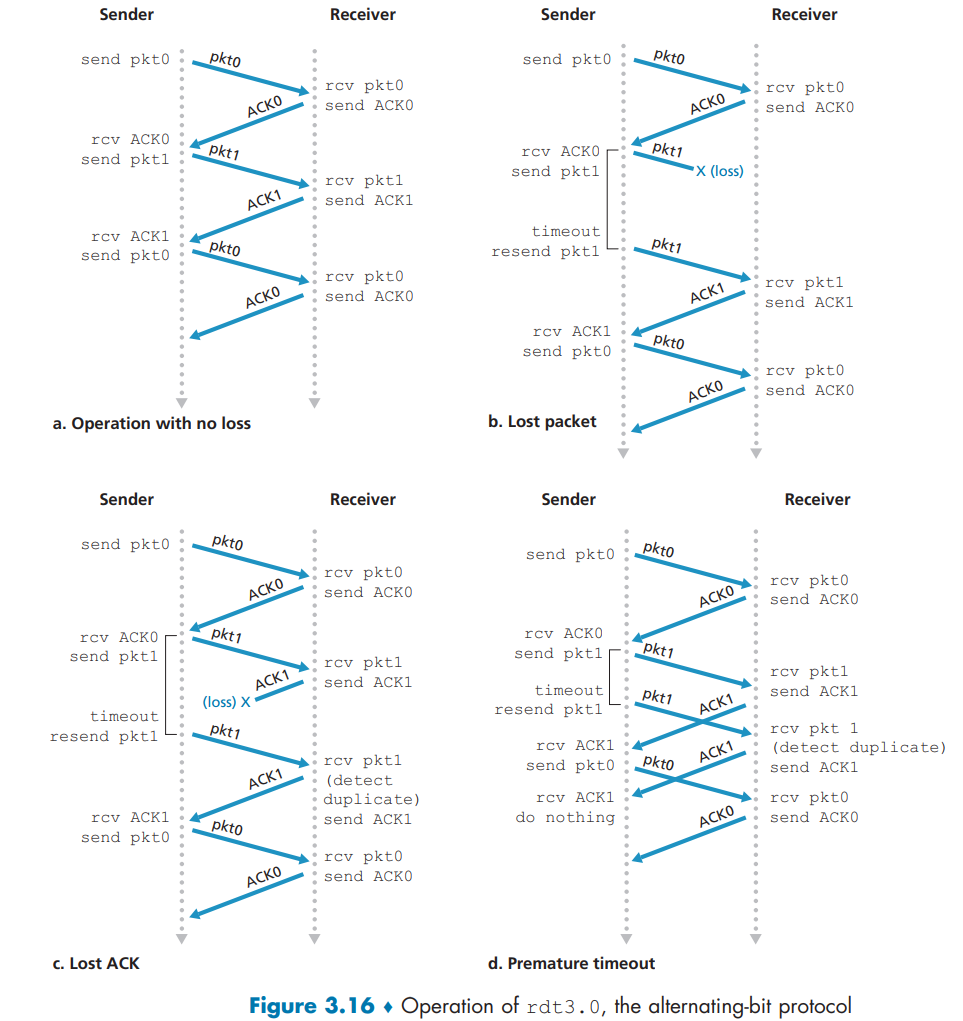 Sender
Receiver
send pkt0
pkt0
rcv pkt0
send ACK0
ACK0
rcv ACK0
send pkt1
pkt1
rcv pkt1
send ACK1
ACK1
rcv ACK1
send pkt0
pkt0
rcv pkt0
send ACK0
ACK0
a. Operation with no loss
Sender
Receiver
send pkt0
pkt0
rcv pkt0
send ACK0
ACK0
rcv ACK0
send pkt1
pkt1
X (loss)
timeout
resend pkt1
pkt1
rcv pkt1
send ACK1
ACK1
rcv ACK1
send pkt0
pkt0
rcv pkt0
send ACK0
ACK0
b. Lost packet
Sender
Receiver
send pkt0
pkt0
rcv pkt0
send ACK0
ACK0
rcv ACK0
send pkt1
pkt1
rcv pkt1
send ACK1
ACK1
(loss) X
timeout
resend pkt1
pkt1
rcv pkt1
(detect
duplicate)
send ACK1
ACK1
rcv ACK1
send pkt0
pkt0
rcv pkt0
send ACK0
ACK0
c. Lost ACK
Sender
Receiver
send pkt0
pkt0
rcv pkt0
send ACK0
ACK0
rcv ACK0
send pkt1
pkt1
rcv pkt1
send ACK1
timeout
resend pkt1
pkt1
ACK1
rcv pkt 1
(detect duplicate)
send ACK1
rcv ACK1
send pkt0
pkt0
ACK1
rcv ACK1
do nothing
rcv pkt0
send ACK0
ACK0
d. Premature timeout
Figure 3.16 ♦ Operation of rdt3.0, the alternating-bit protocol